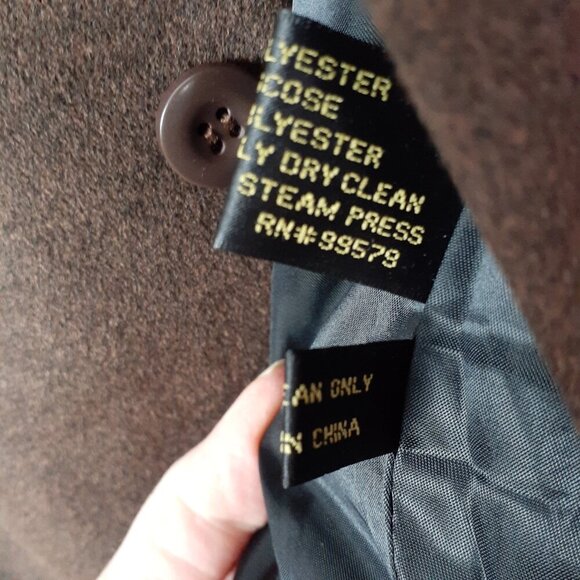 LYESTER
COSE
LYESTER
LY DRY CLEAN
STEAM PRESS
RN#99579
EAN ONLY
IN CHINA